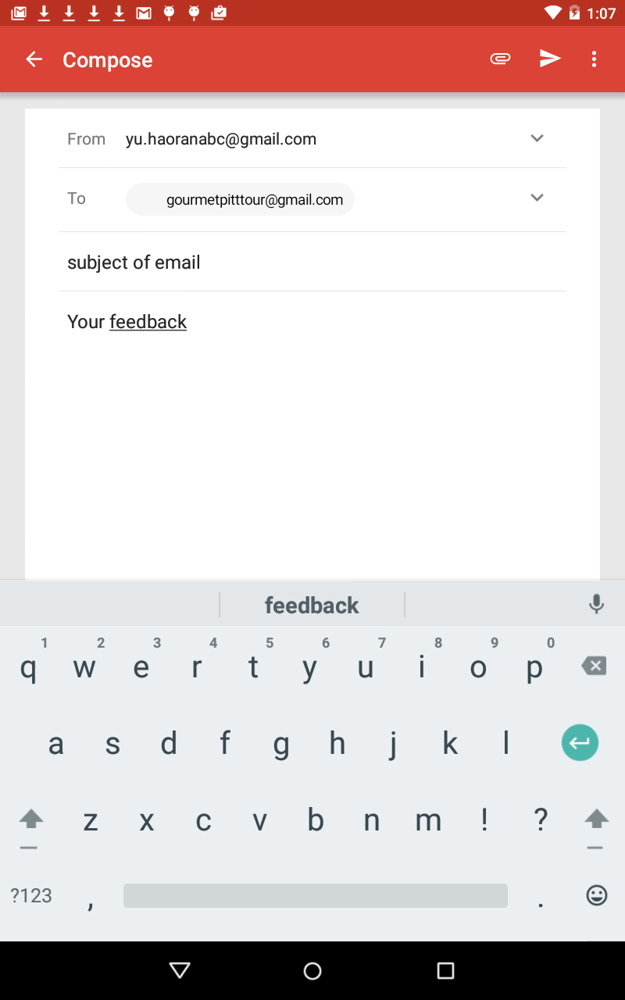 1:07
Compose
From yu.haoranabc@gmail.com
To gourmetpitttour@gmail.com
subject of email
Your feedback
feedback
1 2 3 4 5 6 7 8 9 0
q w e r t y u i o p
a s d f g h j k l
z x c v b n m ! ?
?123 , .